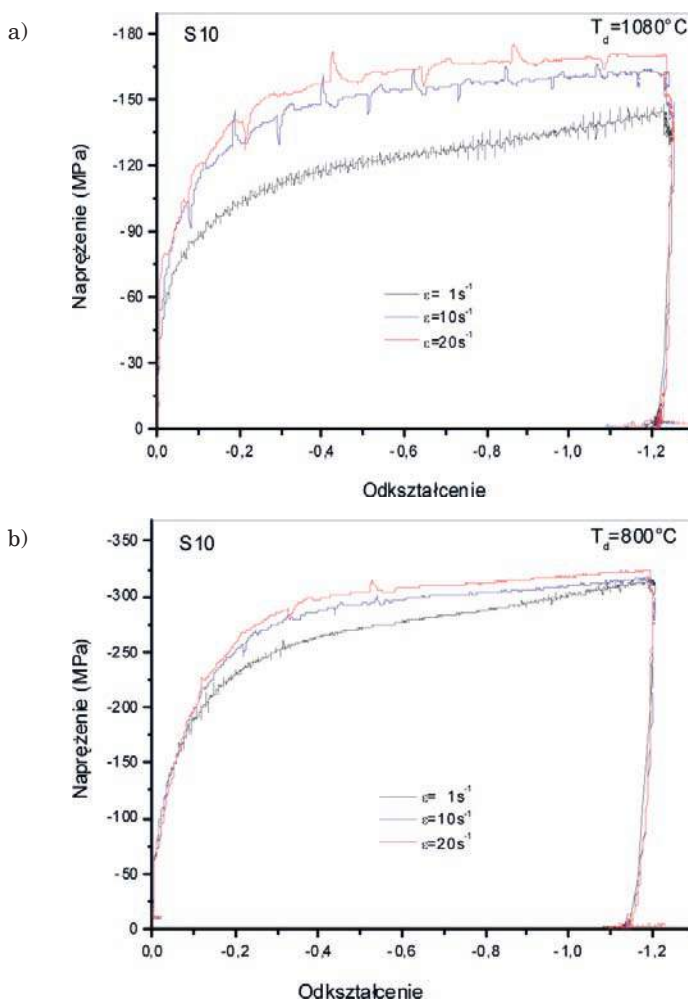 a)
S10
T_d=1080°C
-180
-150
-120
-90
-60
-30
0
Naprężenie (MPa)
ε= 1s⁻¹
ε=10s⁻¹
ε=20s⁻¹
0,0
-0,2
-0,4
-0,6
-0,8
-1,0
-1,2
Odkształcenie
b)
S10
T_d=800°C
-350
-300
-250
-200
-150
-100
-50
0
Naprężenie (MPa)
ε= 1s⁻¹
ε=10s⁻¹
ε=20s⁻¹
0,0
-0,2
-0,4
-0,6
-0,8
-1,0
-1,2
Odkształcenie